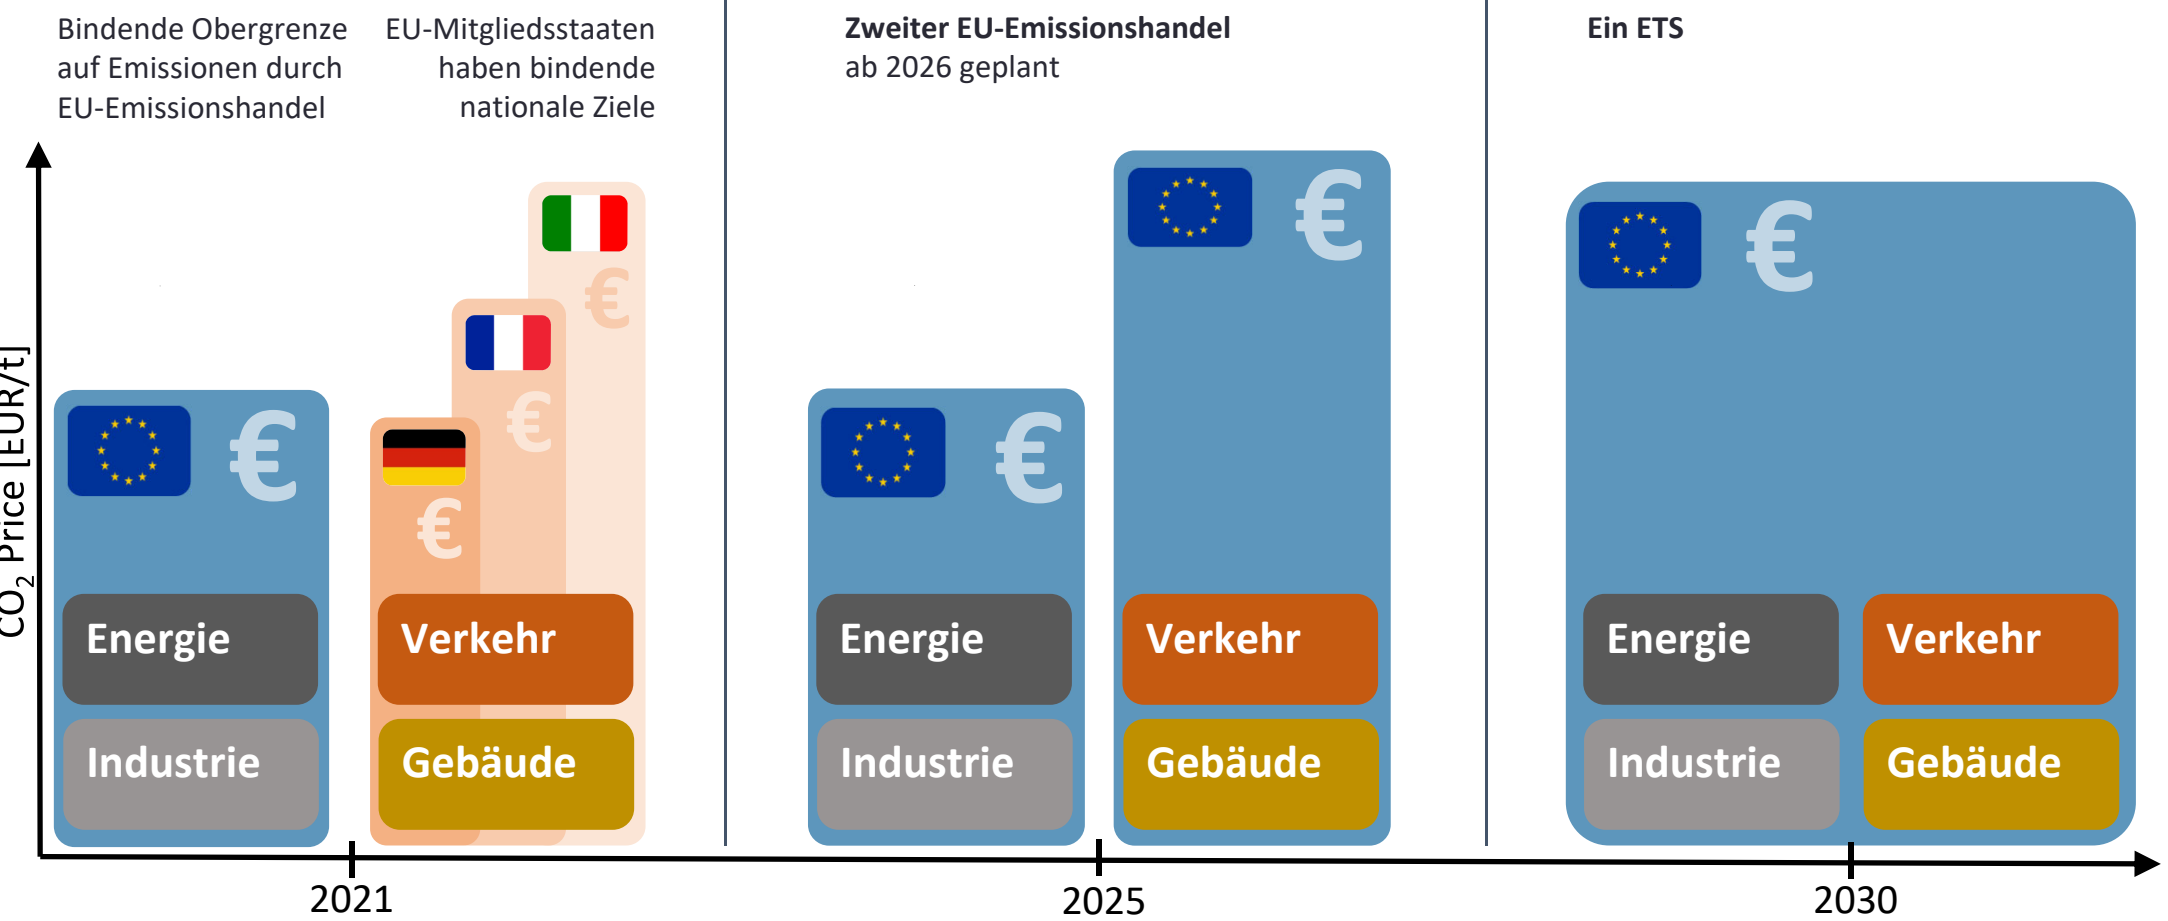 Bindende Obergrenze
auf Emissionen durch
EU-Emissionshandel
EU-Mitgliedsstaaten
haben bindende
nationale Ziele
Zweiter EU-Emissionshandel
ab 2026 geplant
Ein ETS
CO₂ Price [EUR/t]
€
€
€
€
€
€
€
Energie
Verkehr
Industrie
Gebäude
Energie
Verkehr
Industrie
Gebäude
Energie
Verkehr
Industrie
Gebäude
2021
2025
2030